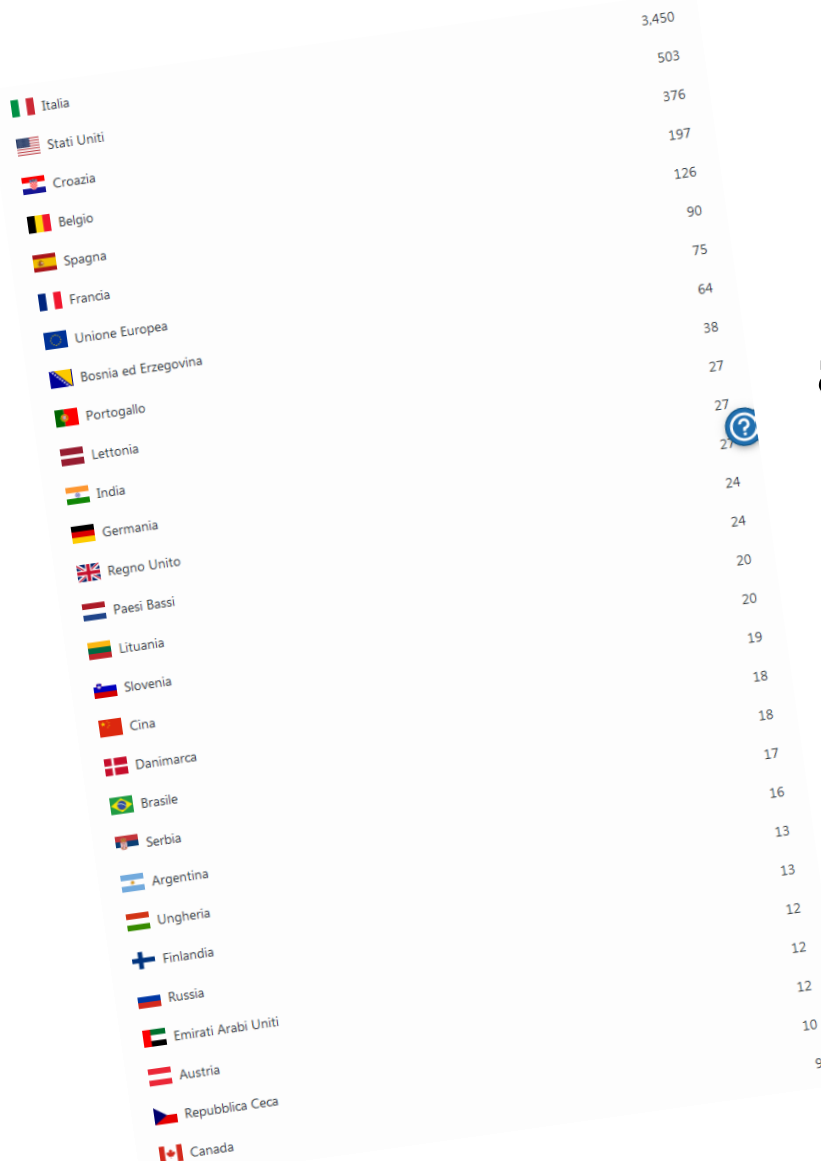 Italia 3,450
Stati Uniti 503
Croazia 376
Belgio 197
Spagna 126
Francia 90
Unione Europea 75
Bosnia ed Erzegovina 64
Portogallo 38
Lettonia 27
India 27
Germania 27
?
Regno Unito 24
Paesi Bassi 24
Lituania 20
Slovenia 20
Cina 19
Danimarca 18
Brasile 18
Serbia 17
Argentina 16
Ungheria 13
Finlandia 13
Russia 12
Emirati Arabi Uniti 12
Austria 12
Repubblica Ceca 10
Canada 9